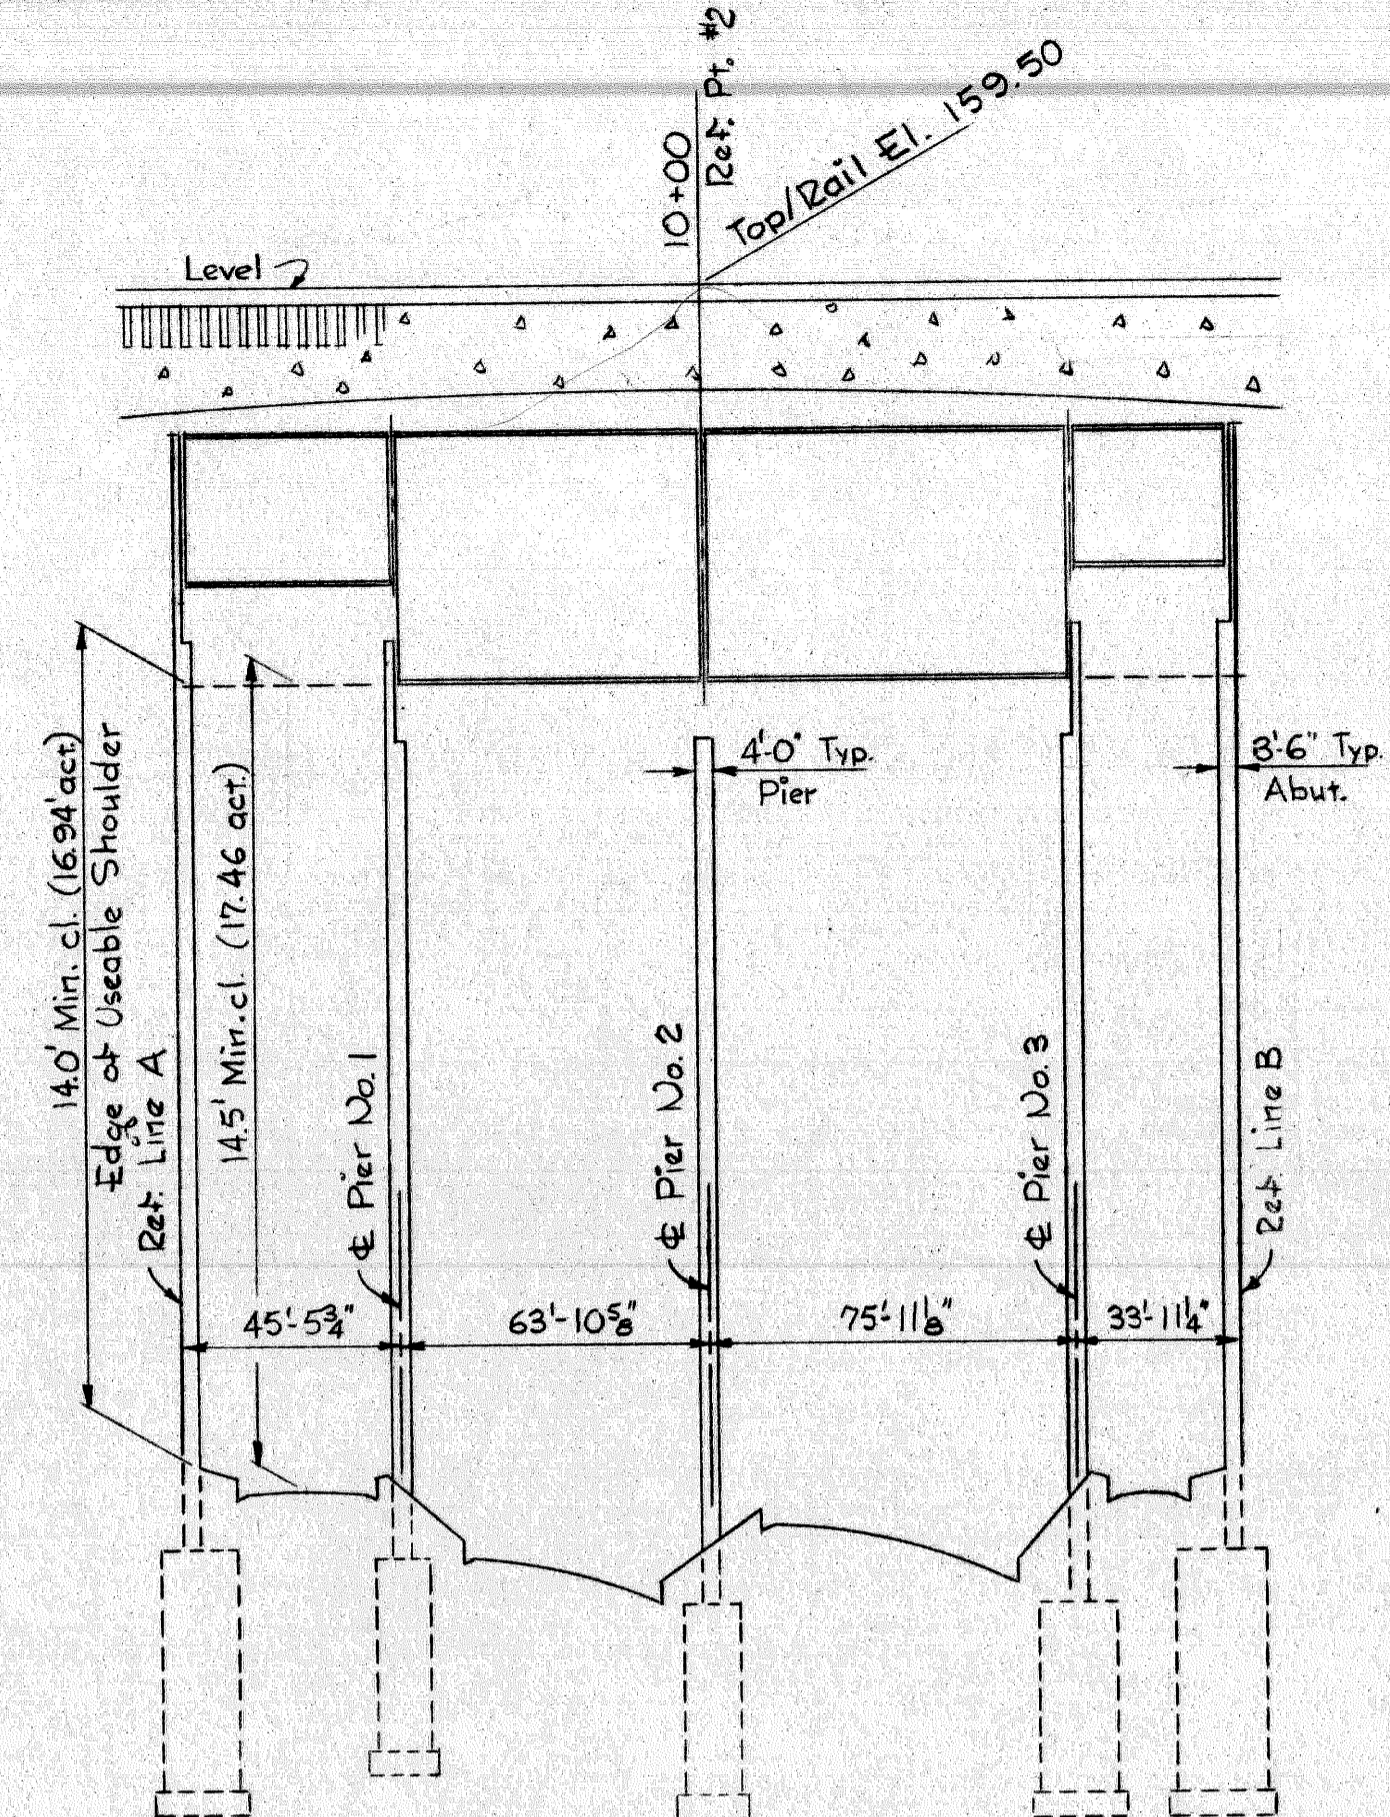 10+00
Ref. Pt. #2
Top/Rail El. 159.50
Level
4'-0" Typ.
Pier
3'-6" Typ.
Abut.
14.0' Min. cl. (16.94' act.)
Edge of Useable Shoulder
Ref. Line A
14.5' Min. cl. (17.46 act.)
℄ Pier No. 1
℄ Pier No. 2
℄ Pier No. 3
Ref. Line B
45'-5¾"
63'-10⅝"
75'-11⅛"
33'-11¼"